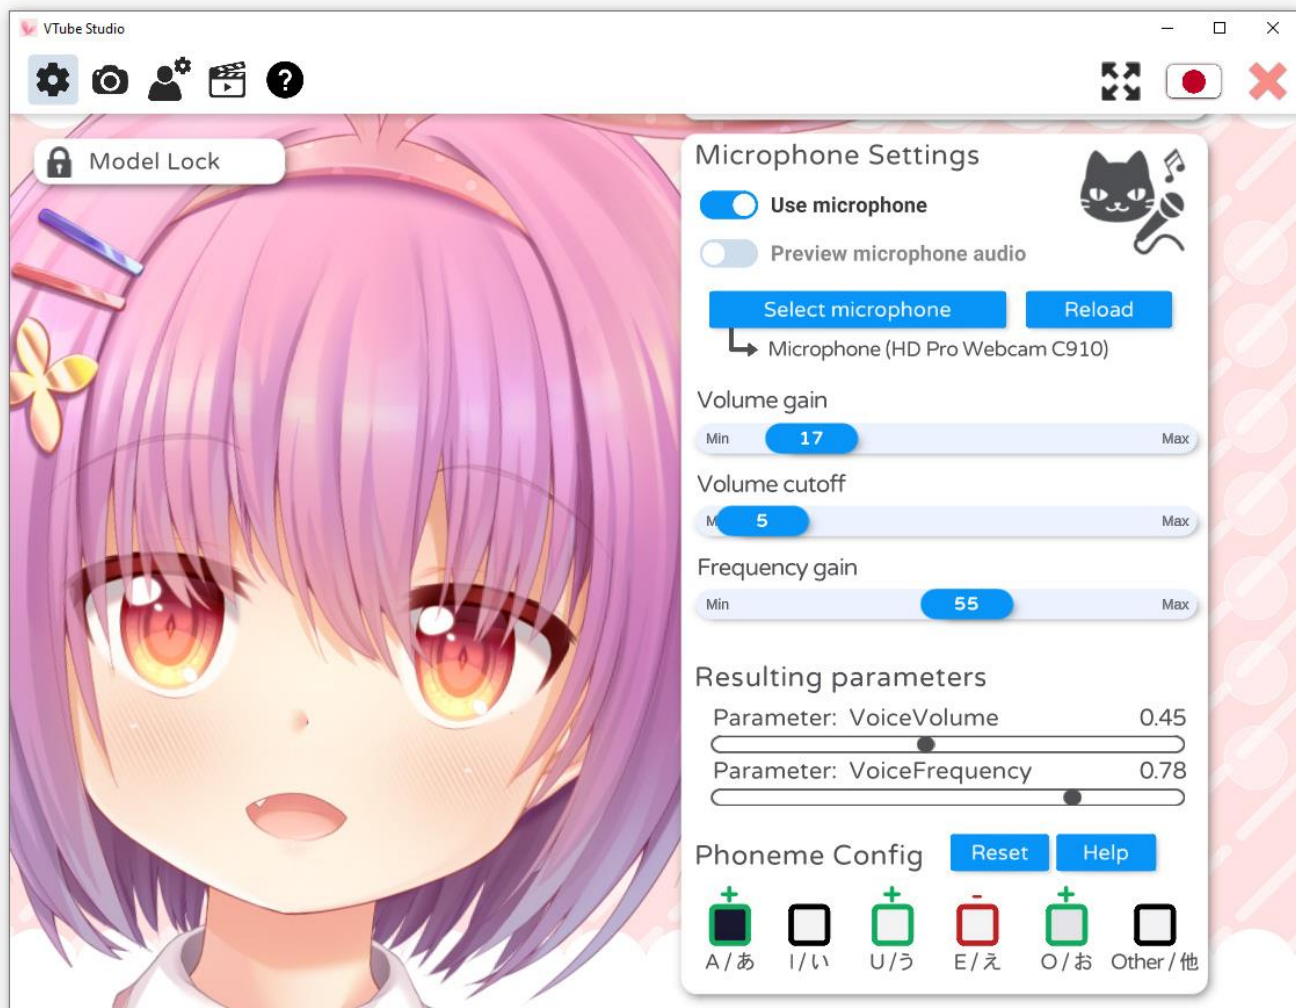 VTube Studio
Model Lock
Microphone Settings
Use microphone
Preview microphone audio
Select microphone
Reload
Microphone (HD Pro Webcam C910)
Volume gain
Min 17 Max
Volume cutoff
5 Max
Frequency gain
Min 55 Max
Resulting parameters
Parameter: VoiceVolume 0.45
Parameter: VoiceFrequency 0.78
Phoneme Config Reset Help
+ + - +
A/あ I/い U/う E/え O/お Other/他